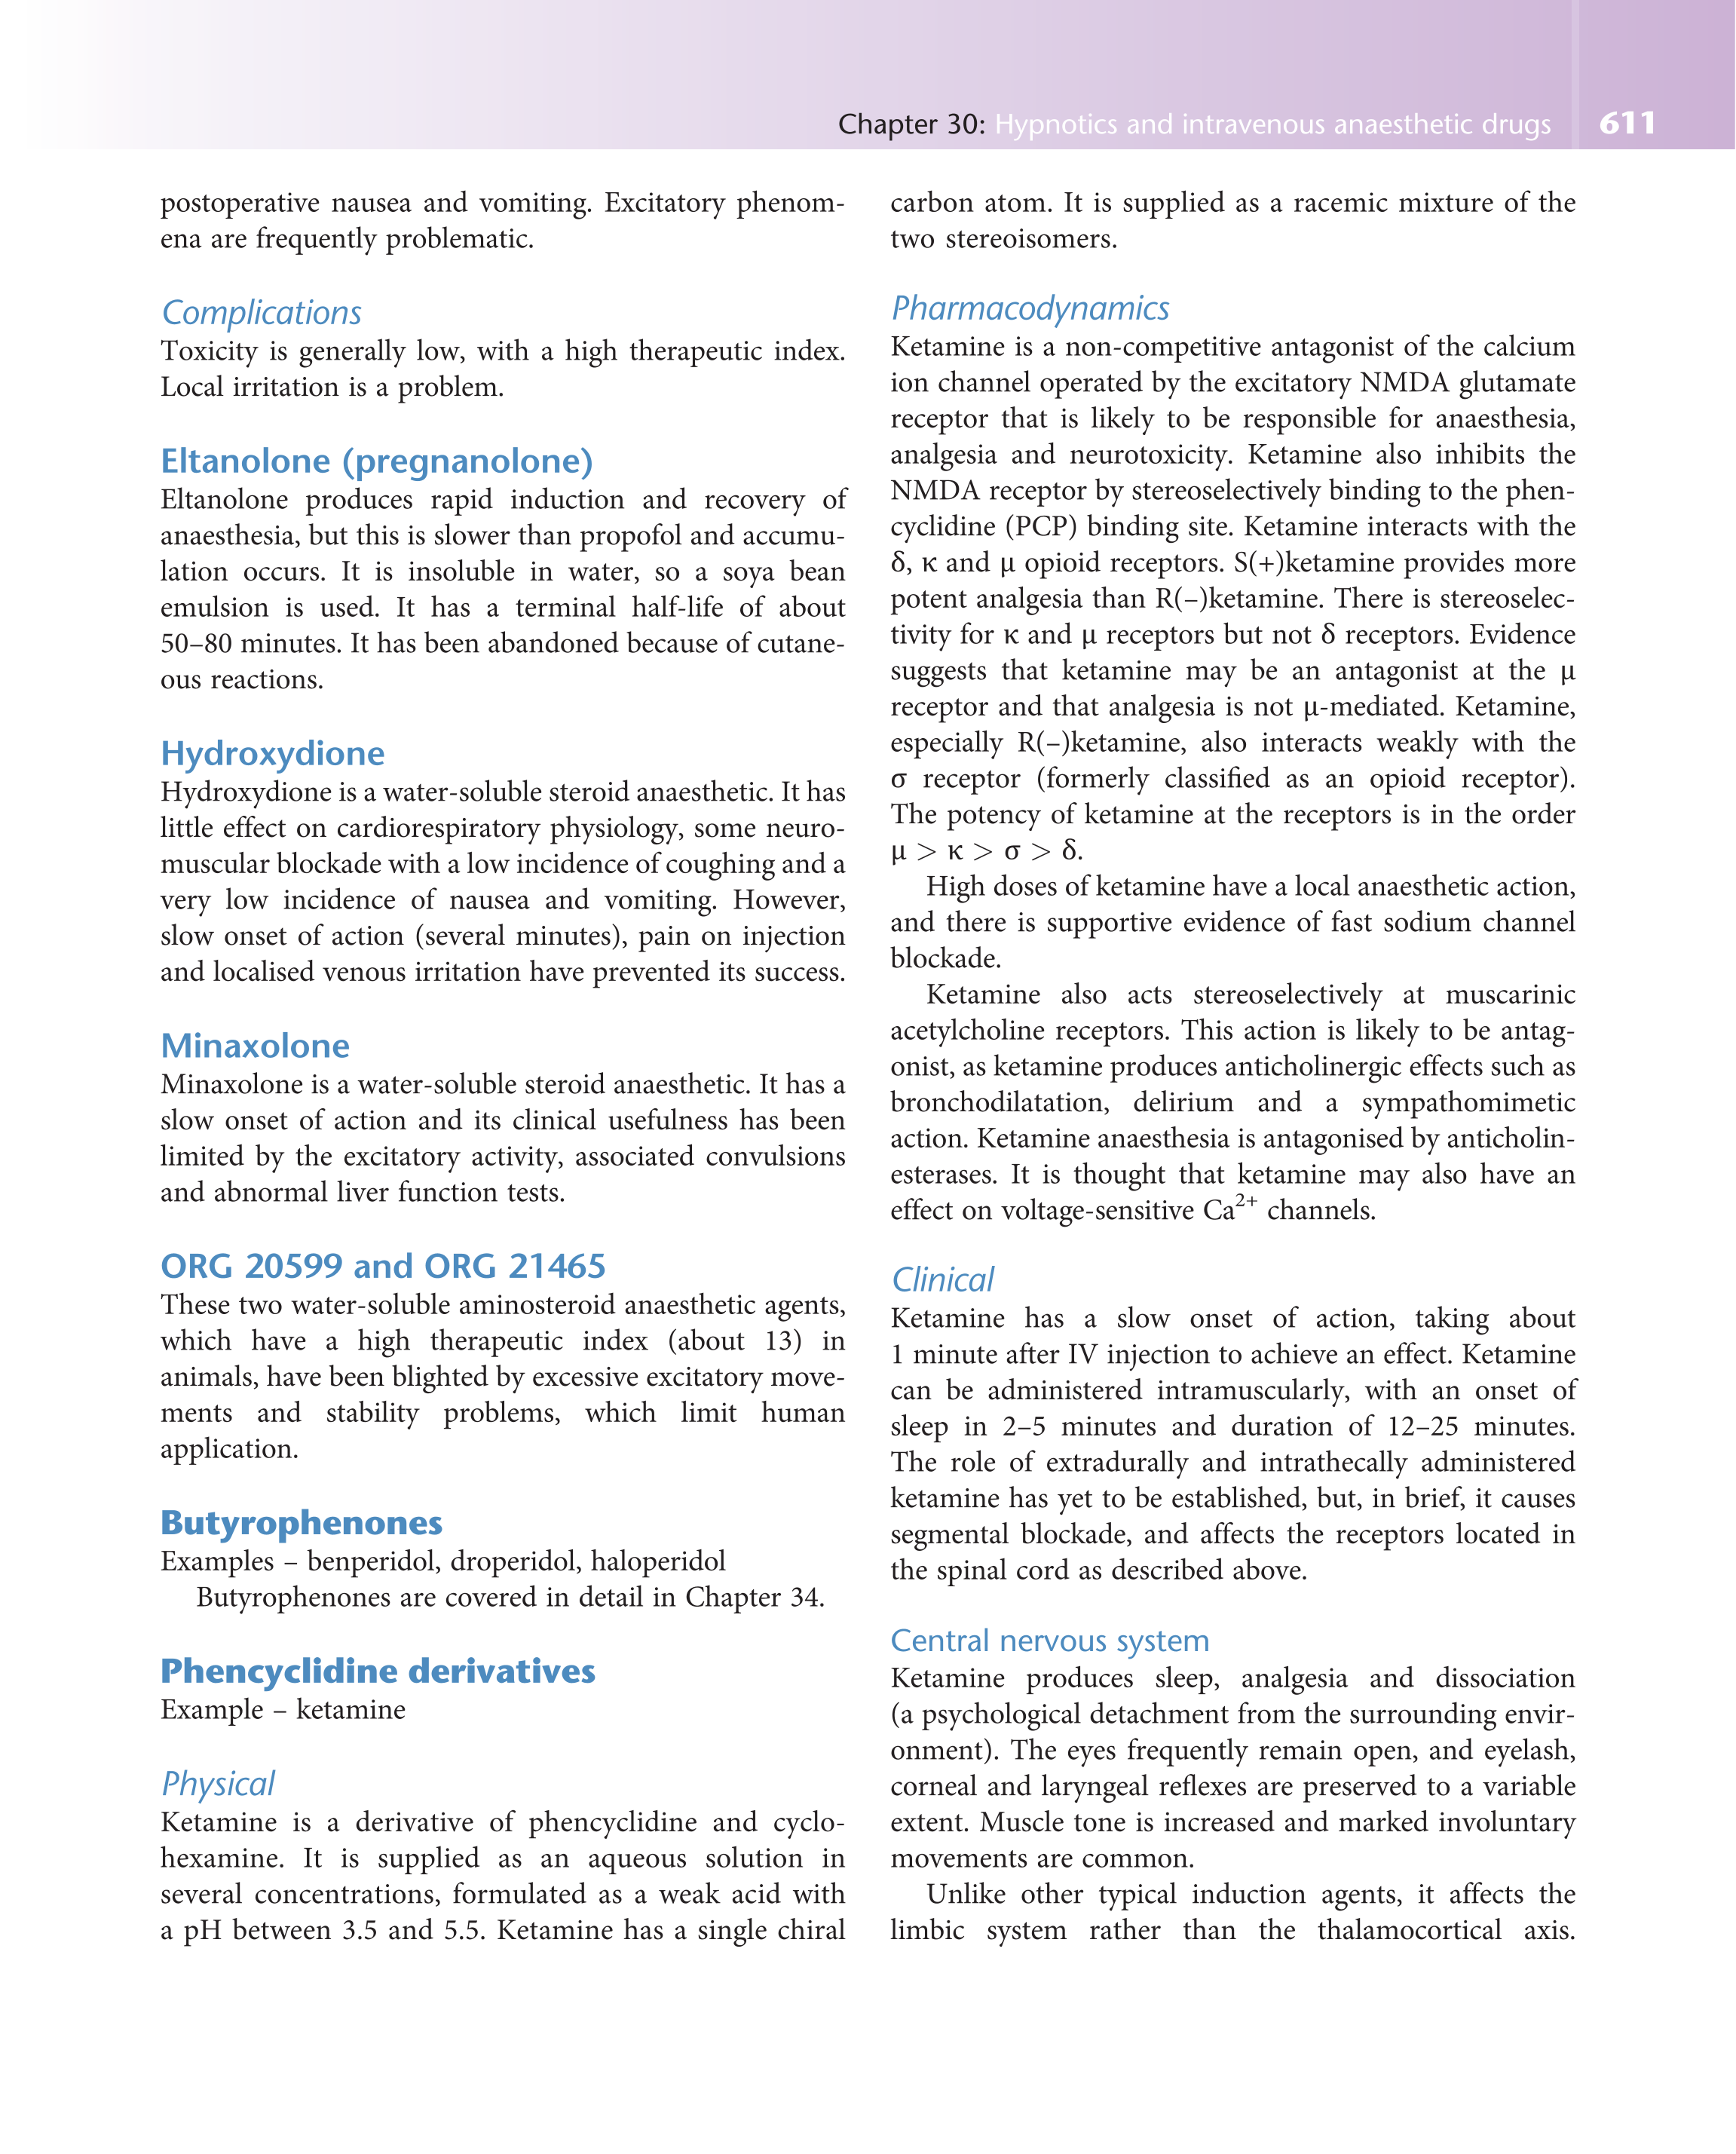 Chapter 30: Hypnotics and intravenous anaesthetic drugs 611
postoperative nausea and vomiting. Excitatory phenom-
ena are frequently problematic.
Complications
Toxicity is generally low, with a high therapeutic index.
Local irritation is a problem.
Eltanolone (pregnanolone)
Eltanolone produces rapid induction and recovery of
anaesthesia, but this is slower than propofol and accumu-
lation occurs. It is insoluble in water, so a soya bean
emulsion is used. It has a terminal half-life of about
50–80 minutes. It has been abandoned because of cutane-
ous reactions.
Hydroxydione
Hydroxydione is a water-soluble steroid anaesthetic. It has
little effect on cardiorespiratory physiology, some neuro-
muscular blockade with a low incidence of coughing and a
very low incidence of nausea and vomiting. However,
slow onset of action (several minutes), pain on injection
and localised venous irritation have prevented its success.
Minaxolone
Minaxolone is a water-soluble steroid anaesthetic. It has a
slow onset of action and its clinical usefulness has been
limited by the excitatory activity, associated convulsions
and abnormal liver function tests.
ORG 20599 and ORG 21465
These two water-soluble aminosteroid anaesthetic agents,
which have a high therapeutic index (about 13) in
animals, have been blighted by excessive excitatory move-
ments and stability problems, which limit human
application.
Butyrophenones
Examples – benperidol, droperidol, haloperidol
Butyrophenones are covered in detail in Chapter 34.
Phencyclidine derivatives
Example – ketamine
Physical
Ketamine is a derivative of phencyclidine and cyclo-
hexamine. It is supplied as an aqueous solution in
several concentrations, formulated as a weak acid with
a pH between 3.5 and 5.5. Ketamine has a single chiral
carbon atom. It is supplied as a racemic mixture of the
two stereoisomers.
Pharmacodynamics
Ketamine is a non-competitive antagonist of the calcium
ion channel operated by the excitatory NMDA glutamate
receptor that is likely to be responsible for anaesthesia,
analgesia and neurotoxicity. Ketamine also inhibits the
NMDA receptor by stereoselectively binding to the phen-
cyclidine (PCP) binding site. Ketamine interacts with the
δ, κ and μ opioid receptors. S(+)ketamine provides more
potent analgesia than R(–)ketamine. There is stereoselec-
tivity for κ and μ receptors but not δ receptors. Evidence
suggests that ketamine may be an antagonist at the μ
receptor and that analgesia is not μ-mediated. Ketamine,
especially R(–)ketamine, also interacts weakly with the
σ receptor (formerly classified as an opioid receptor).
The potency of ketamine at the receptors is in the order
μ > κ > σ > δ.
High doses of ketamine have a local anaesthetic action,
and there is supportive evidence of fast sodium channel
blockade.
Ketamine also acts stereoselectively at muscarinic
acetylcholine receptors. This action is likely to be antag-
onist, as ketamine produces anticholinergic effects such as
bronchodilatation, delirium and a sympathomimetic
action. Ketamine anaesthesia is antagonised by anticholin-
esterases. It is thought that ketamine may also have an
effect on voltage-sensitive Ca²⁺ channels.
Clinical
Ketamine has a slow onset of action, taking about
1 minute after IV injection to achieve an effect. Ketamine
can be administered intramuscularly, with an onset of
sleep in 2–5 minutes and duration of 12–25 minutes.
The role of extradurally and intrathecally administered
ketamine has yet to be established, but, in brief, it causes
segmental blockade, and affects the receptors located in
the spinal cord as described above.
Central nervous system
Ketamine produces sleep, analgesia and dissociation
(a psychological detachment from the surrounding envir-
onment). The eyes frequently remain open, and eyelash,
corneal and laryngeal reflexes are preserved to a variable
extent. Muscle tone is increased and marked involuntary
movements are common.
Unlike other typical induction agents, it affects the
limbic system rather than the thalamocortical axis.